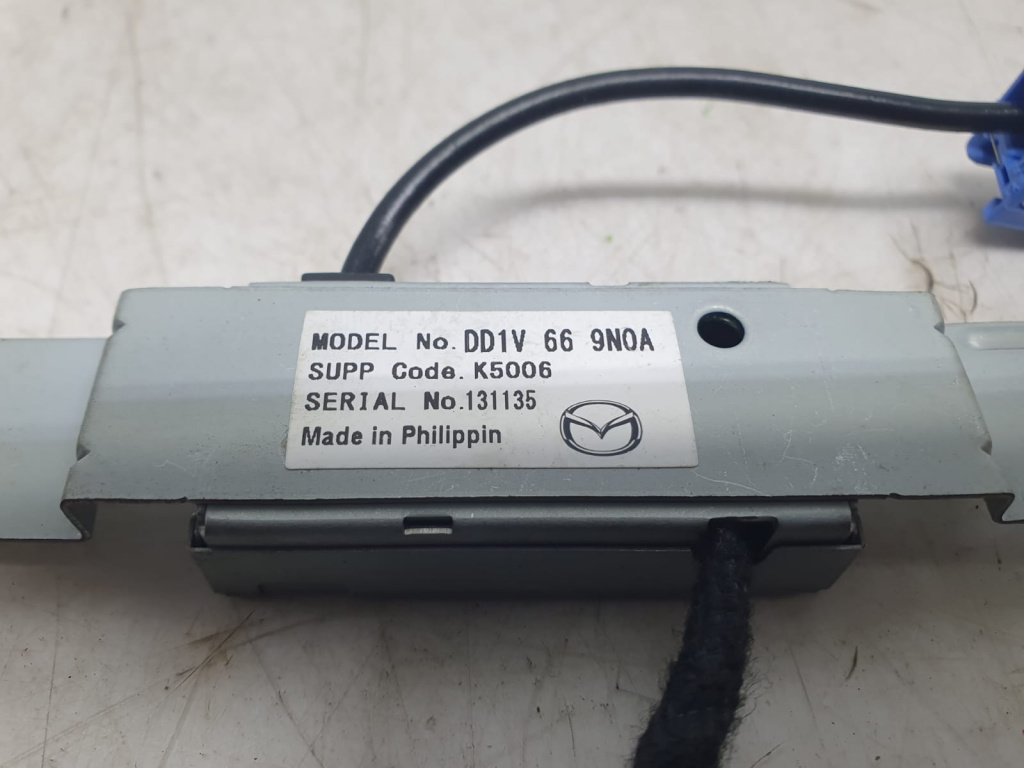 MODEL No. DD1V 66 9N0A
SUPP Code. K5006
SERIAL No. 131135
Made in Philippin